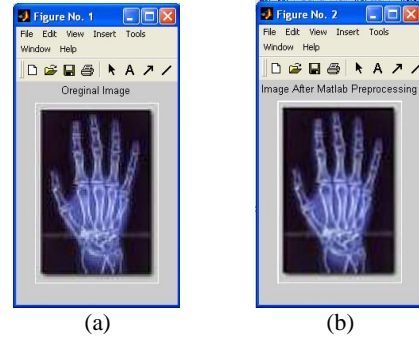 Figure No. 1
File Edit View Insert Tools
Window Help
A
Oreginal Image
(a)
Figure No. 2
File Edit View Insert Tools
Window Help
A
Image After Matlab Preprocessing
(b)